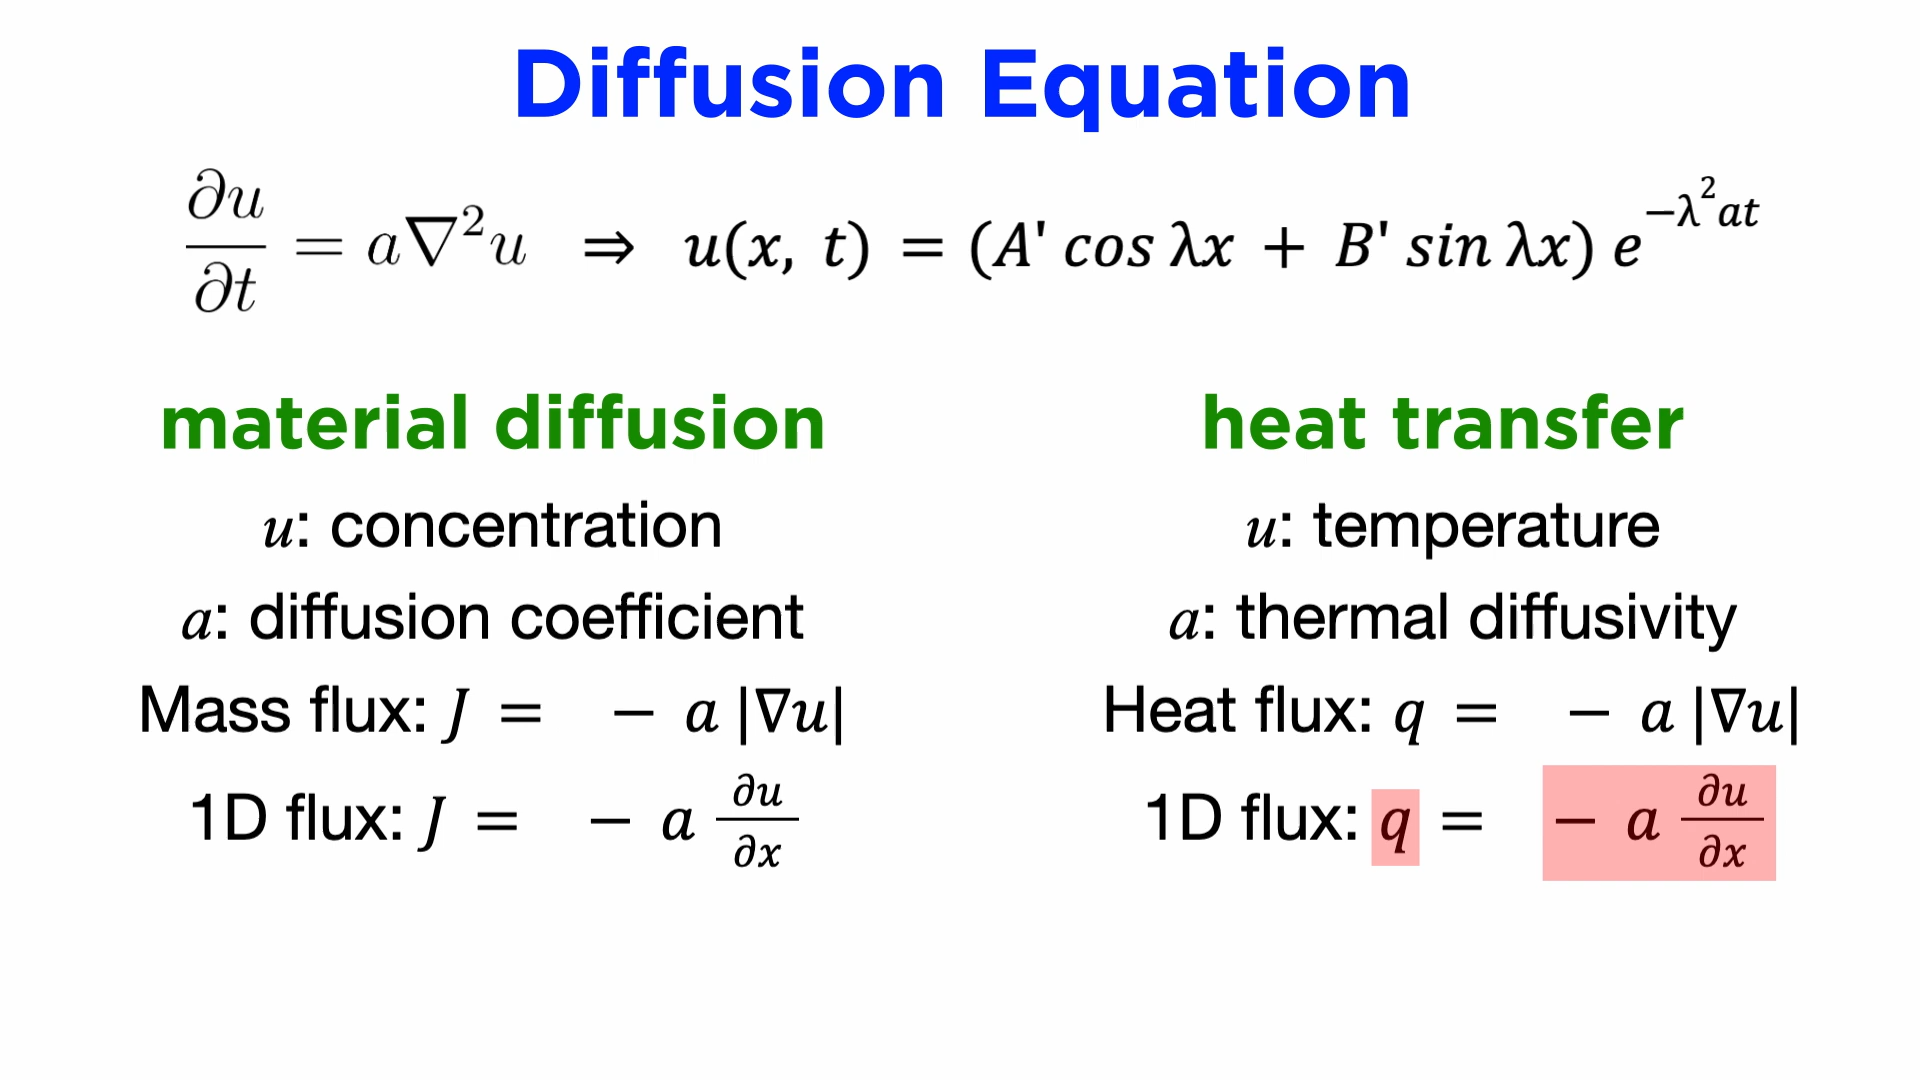 Diffusion Equation
∂u/∂t = a∇²u ⇒ u(x, t) = (A' cos λx + B' sin λx) e^(−λ²at)
material diffusion
u: concentration
a: diffusion coefficient
Mass flux: J = − a |∇u|
1D flux: J = − a ∂u/∂x
heat transfer
u: temperature
a: thermal diffusivity
Heat flux: q = − a |∇u|
1D flux: q = − a ∂u/∂x